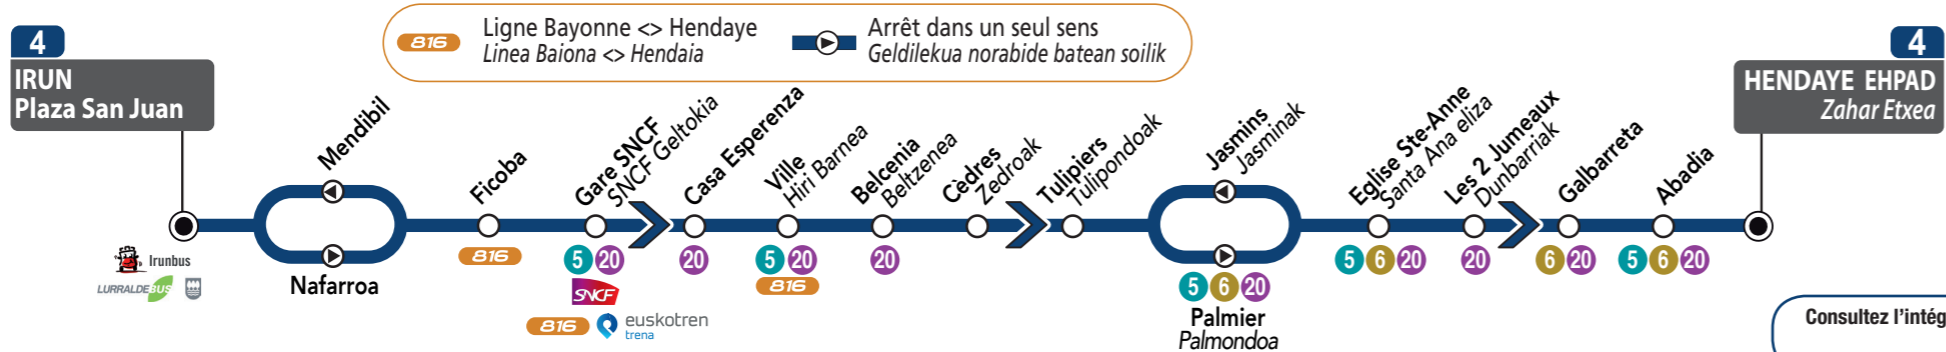 4
IRUN
Plaza San Juan
816
Ligne Bayonne <> Hendaye
Linea Baiona <> Hendaia
Arrêt dans un seul sens
Geldilekua norabide batean soilik
4
HENDAYE EHPAD
Zahar Etxea
Irunbus
LURRALDEBUS
Mendibil
Nafarroa
Ficoba
816
Gare SNCF
SNCF Geltokia
5 20
SNCF
816 euskotren
trena
Casa Esperenza
20
Ville
Hiri Barnea
5 20
816
Belcenia
Beltzenea
20
Cèdres
Zedroak
Tulipiers
Tulipondoak
Jasmins
Jasminak
5 6 20
Palmier
Palmondoa
Eglise Ste-Anne
Santa Ana eliza
5 6 20
Les 2 Jumeaux
Dunbarriak
20
Galbarreta
6 20
Abadia
5 6 20
Consultez l'intég